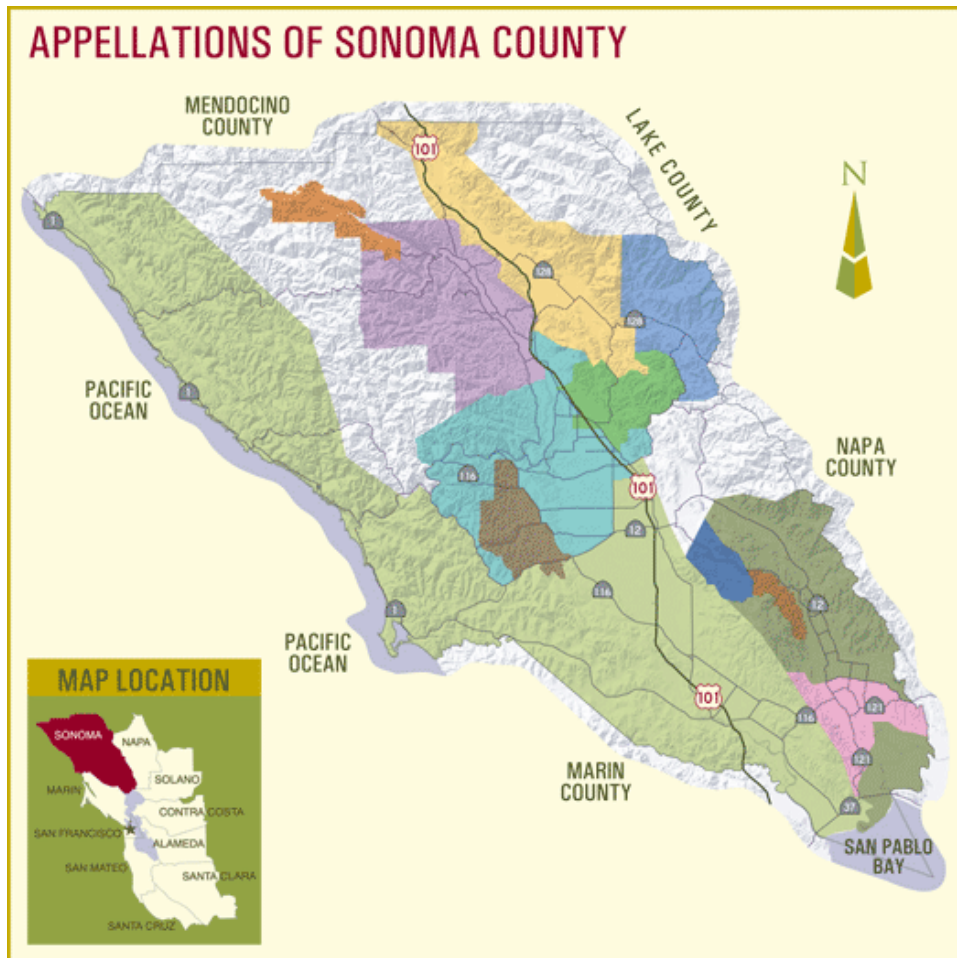 APPELLATIONS OF SONOMA COUNTY
MENDOCINO
COUNTY
LAKE COUNTY
101
N
1
128
128
PACIFIC
OCEAN
1
NAPA
COUNTY
116
101
12
116
12
1
PACIFIC
OCEAN
MAP LOCATION
101
116
121
SONOMA
NAPA
121
MARIN
COUNTY
SOLANO
MARIN
37
CONTRA COSTA
SAN FRANCISCO
ALAMEDA
SAN PABLO
BAY
SAN MATEO
SANTA CLARA
SANTA CRUZ